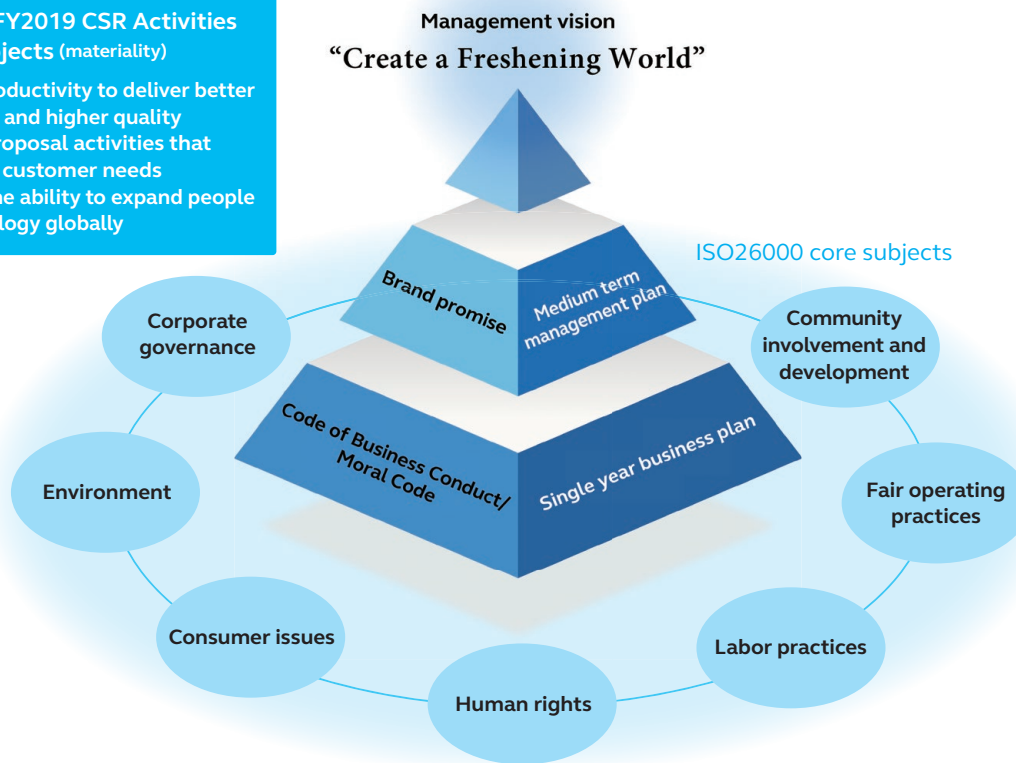 FY2019 CSR Activities
jects (materiality)
oductivity to deliver better
and higher quality
roposal activities that
customer needs
ne ability to expand people
logy globally
Management vision
“Create a Freshening World”
ISO26000 core subjects
Brand promise
Medium term
management plan
Code of Business Conduct/
Moral Code
Single year business plan
Corporate
governance
Community
involvement and
development
Environment
Fair operating
practices
Consumer issues
Labor practices
Human rights